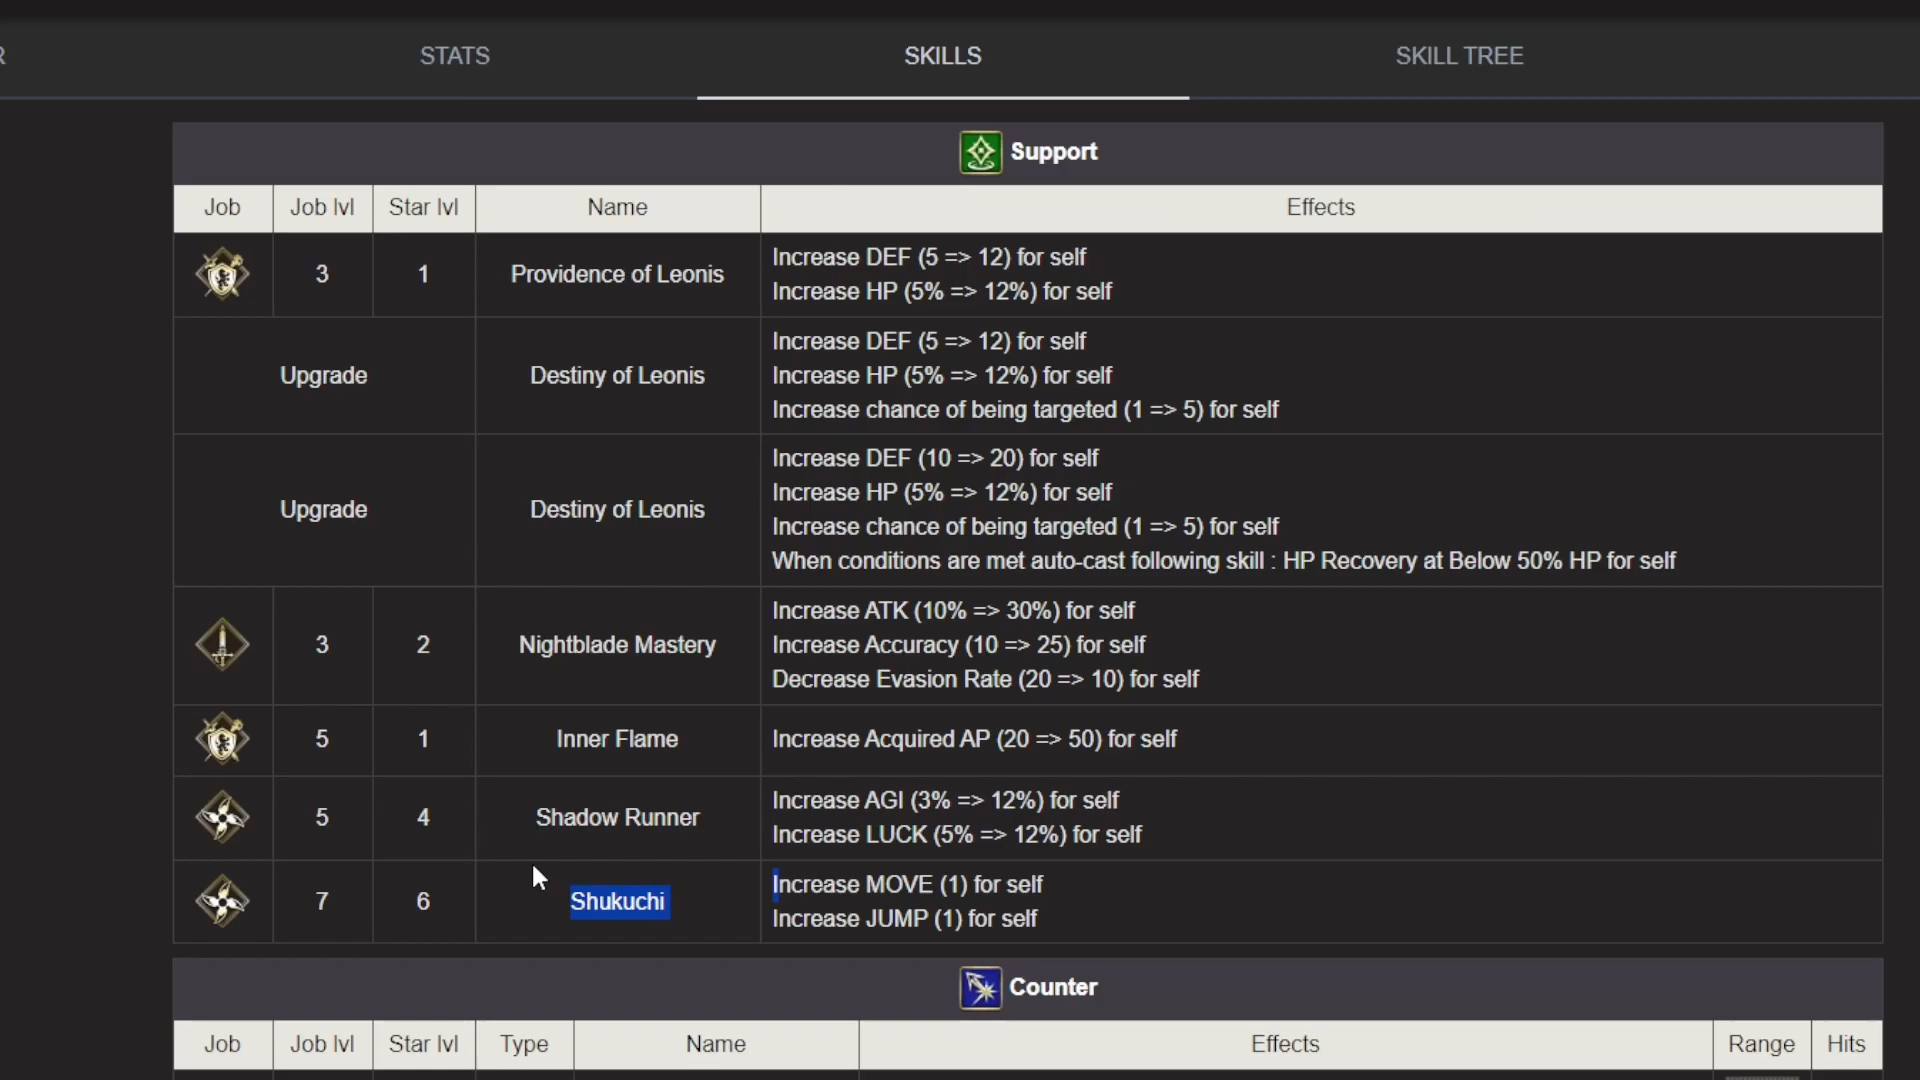 R
STATS
SKILLS
SKILL TREE
Support
Job
Job lvl
Star lvl
Name
Effects
3
1
Providence of Leonis
Increase DEF (5 => 12) for self
Increase HP (5% => 12%) for self
Upgrade
Destiny of Leonis
Increase DEF (5 => 12) for self
Increase HP (5% => 12%) for self
Increase chance of being targeted (1 => 5) for self
Upgrade
Destiny of Leonis
Increase DEF (10 => 20) for self
Increase HP (5% => 12%) for self
Increase chance of being targeted (1 => 5) for self
When conditions are met auto-cast following skill : HP Recovery at Below 50% HP for self
3
2
Nightblade Mastery
Increase ATK (10% => 30%) for self
Increase Accuracy (10 => 25) for self
Decrease Evasion Rate (20 => 10) for self
5
1
Inner Flame
Increase Acquired AP (20 => 50) for self
5
4
Shadow Runner
Increase AGI (3% => 12%) for self
Increase LUCK (5% => 12%) for self
7
6
Shukuchi
Increase MOVE (1) for self
Increase JUMP (1) for self
Counter
Job
Job lvl
Star lvl
Type
Name
Effects
Range
Hits